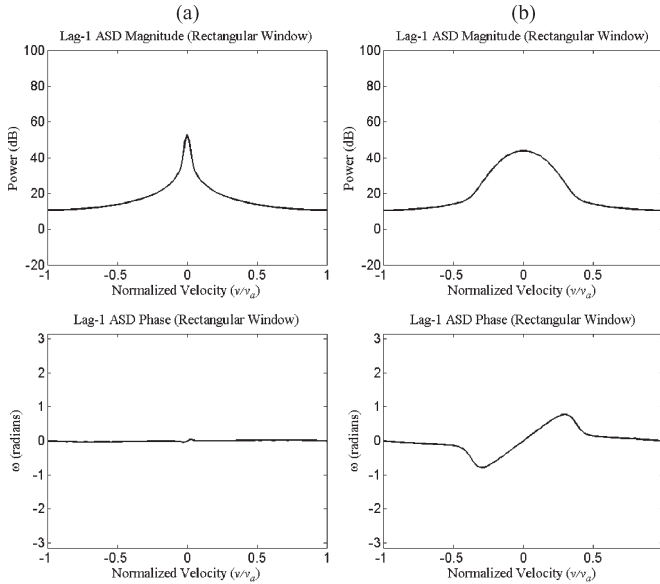 (a)
Lag-1 ASD Magnitude (Rectangular Window)
100
80
60
40
20
0
-20
Power (dB)
-1 -0.5 0 0.5 1
Normalized Velocity (v/vₐ)
(b)
Lag-1 ASD Magnitude (Rectangular Window)
100
80
60
40
20
0
-20
Power (dB)
-1 -0.5 0 0.5
Normalized Velocity (v/vₐ)
Lag-1 ASD Phase (Rectangular Window)
3
2
1
0
-1
-2
-3
ω (radians)
-1 -0.5 0 0.5 1
Normalized Velocity (v/vₐ)
Lag-1 ASD Phase (Rectangular Window)
3
2
1
0
-1
-2
-3
ω (radians)
-1 -0.5 0 0.5
Normalized Velocity (v/vₐ)